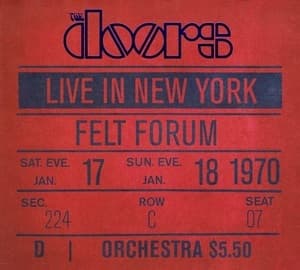 THE
doors
LIVE IN NEW YORK
FELT FORUM
SAT. EVE. SUN. EVE.
JAN. 17 JAN. 18 1970
SEC. ROW SEAT
224 C 07
D | ORCHESTRA $5.50